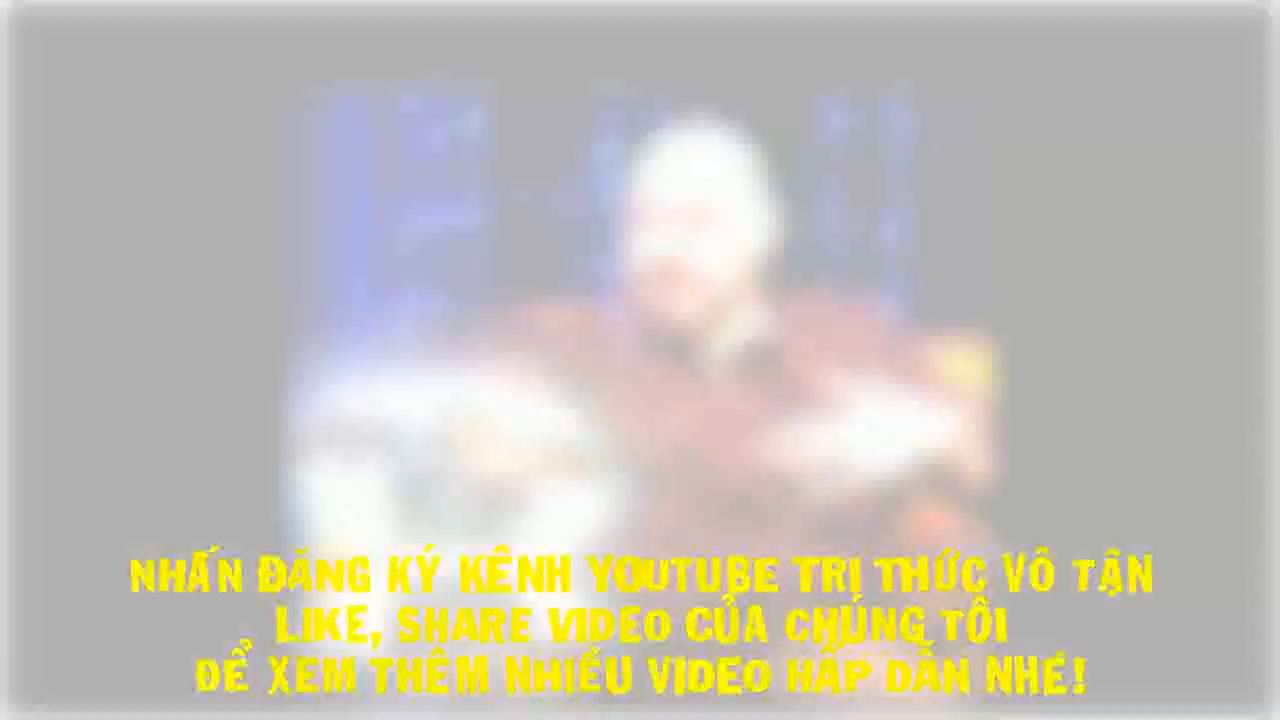 NHẤN ĐĂNG KÝ KÊNH YOUTUBE TRI THỨC VÔ TẬN
LIKE, SHARE VIDEO CỦA CHÚNG TÔI
ĐỂ XEM THÊM NHIỀU VIDEO HẤP DẪN NHÉ!